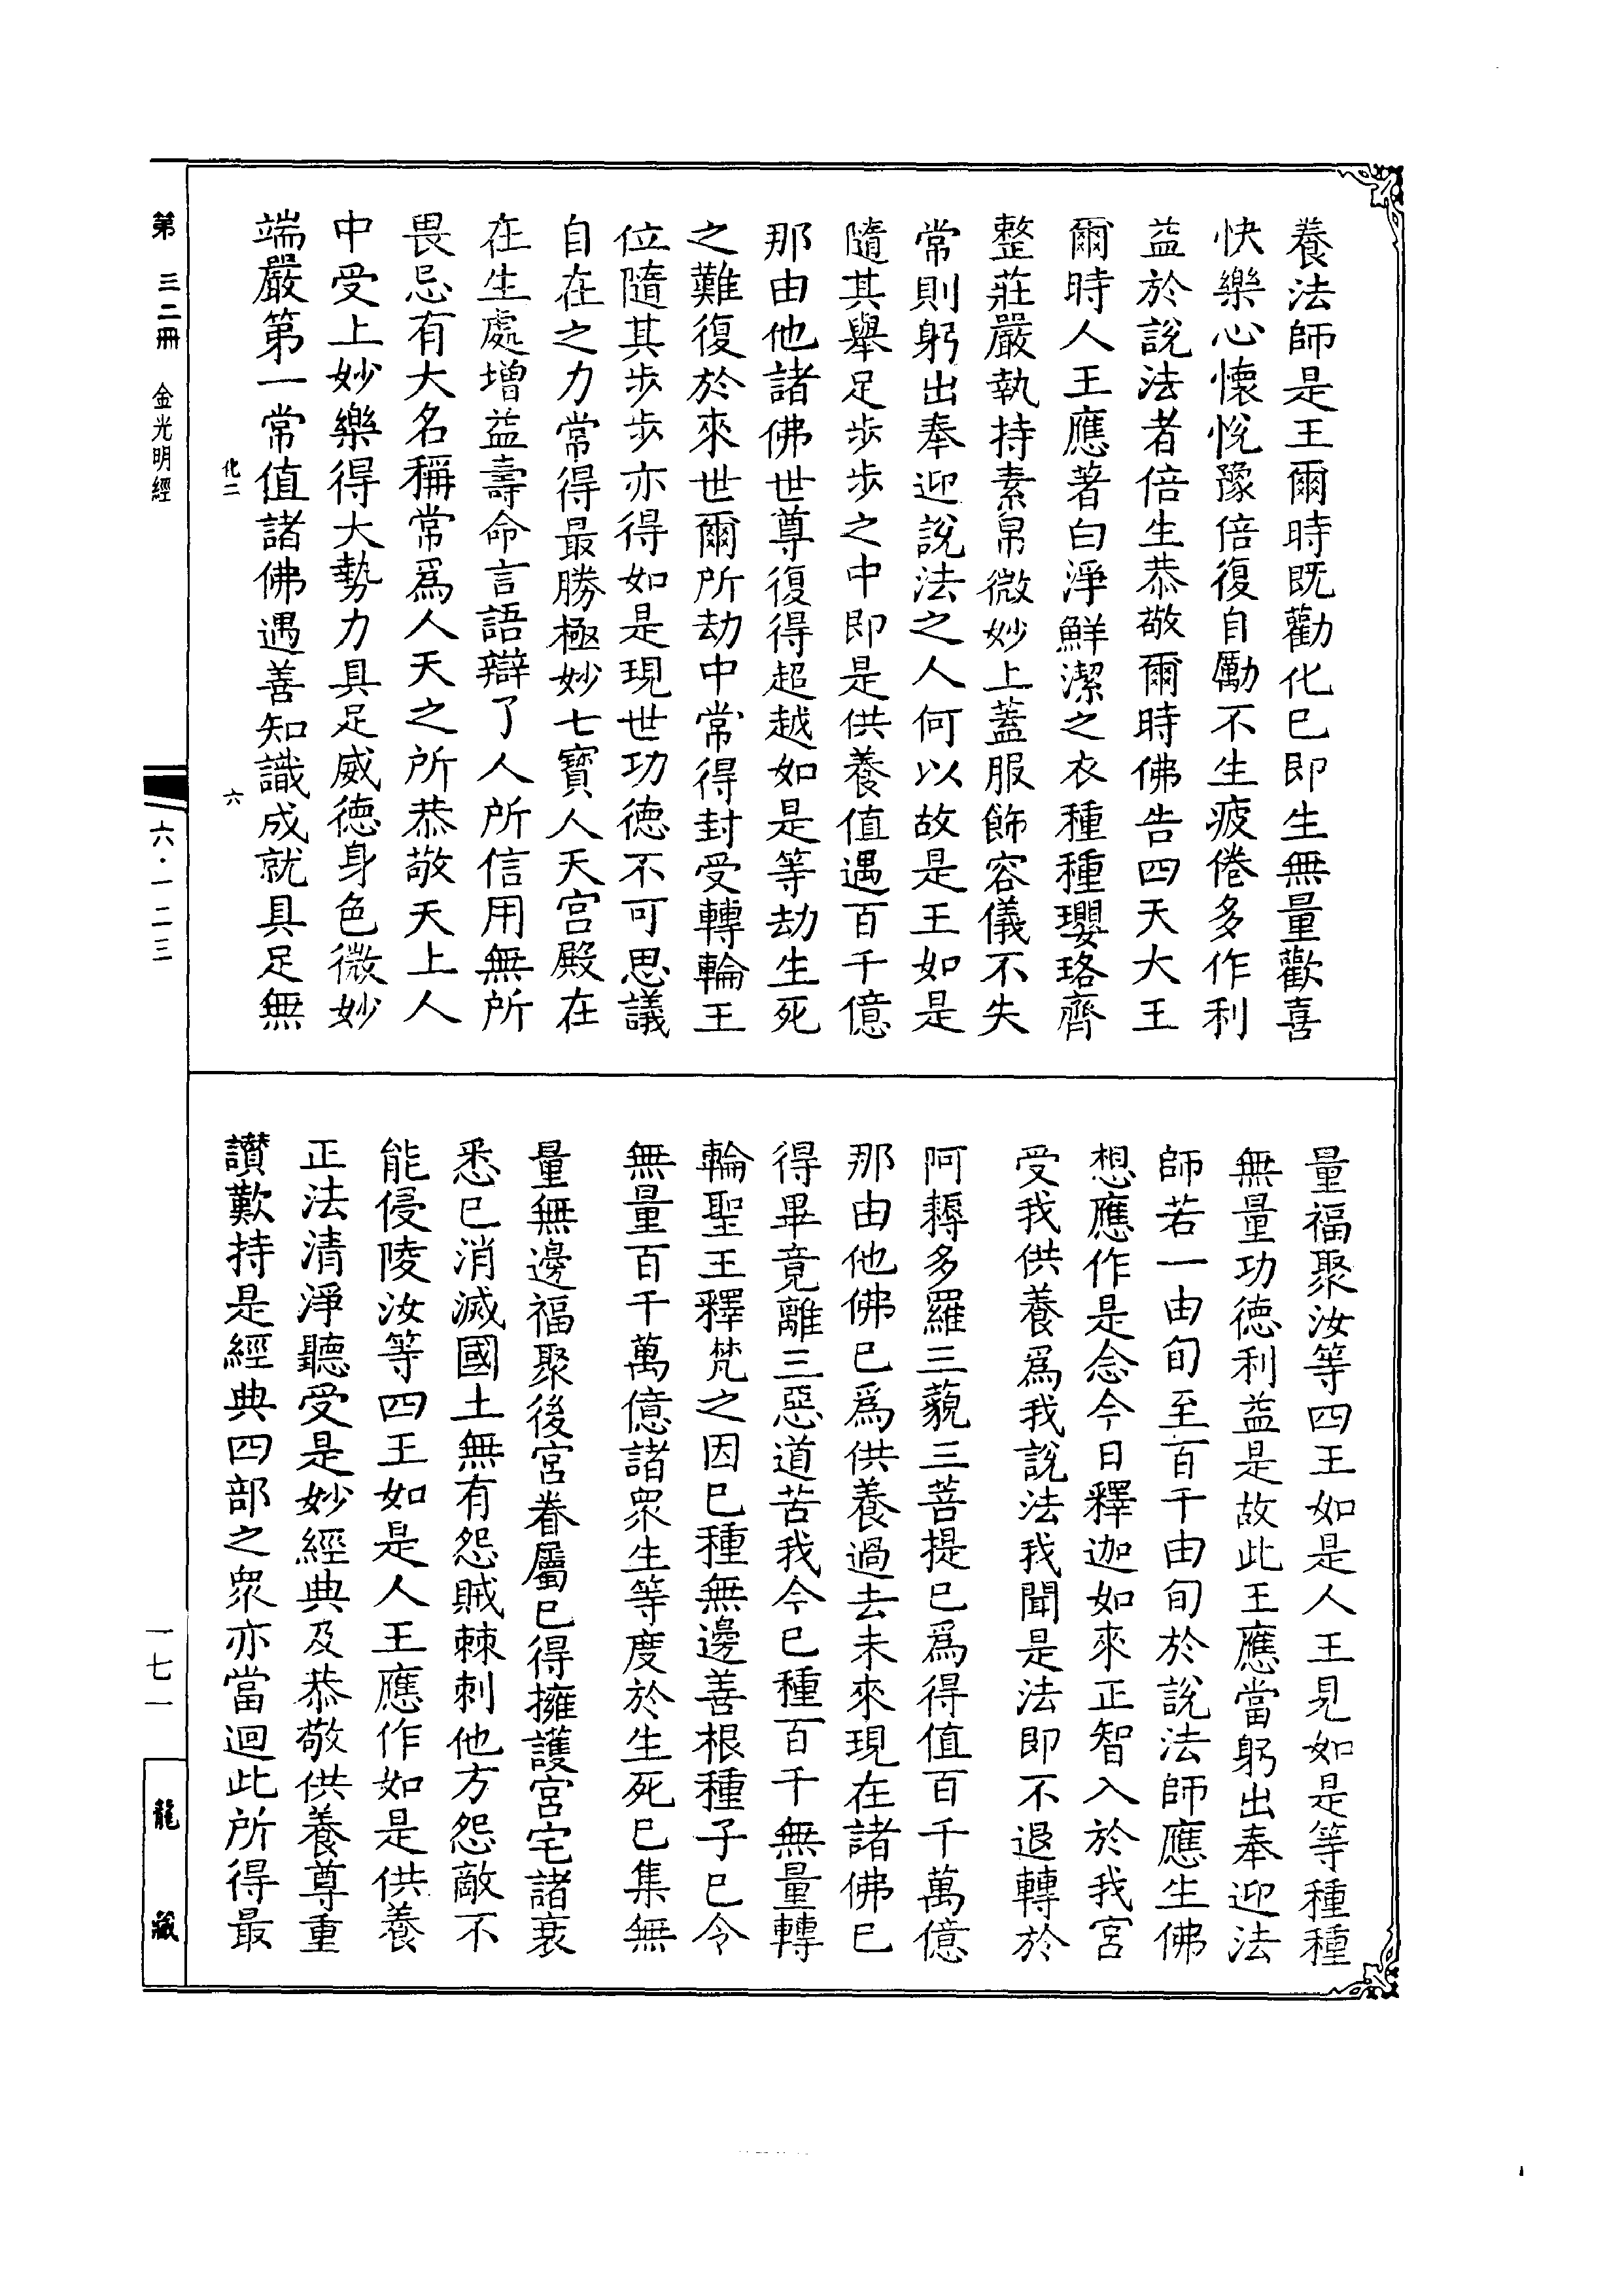 養法師是王爾時既勸化已即生無量歡喜
快樂心懷悅豫倍復自勵不生疲倦多作利
益於說法者倍生恭敬爾時佛告四天大王
爾時人王應著白淨鮮潔之衣種種瓔珞齊
整莊嚴執持素帛微妙上蓋服飾容儀不失
常則躬出奉迎說法之人何以故是王如是
隨其舉足步步之中即是供養值遇百千億
那由他諸佛世尊復得超越如是等劫生死
之難復於來世爾所劫中常得封受轉輪王
位隨其步步亦得如是現世功德不可思議
自在之力常得最勝極妙七寶人天宮殿在
在生處增益壽命言語辯了人所信用無所
畏忌有大名稱常為人天之所恭敬天上人
中受上妙樂得大勢力具足威德身色微妙
端嚴第一常值諸佛遇善知識成就具足無
化二 六
量福聚汝等四王如是人王見如是等種種
無量功德利益是故此王應當躬出奉迎法
師若一由旬至百千由旬於說法師應生佛
想應作是念今日釋迦如來正智入於我宮
受我供養為我說法我聞是法即不退轉於
阿耨多羅三藐三菩提已為得值百千萬億
那由他佛已為供養過去未來現在諸佛已
得畢竟離三惡道苦我今已種百千無量轉
輪聖王釋梵之因已種無邊善根種子已令
無量百千萬億諸眾生等度於生死已集無
量無邊福聚後宮眷屬已得擁護宮宅諸衰
悉已消滅國土無有怨賊棘刺他方怨敵不
能侵陵汝等四王如是人王應作如是供養
正法清淨聽受是妙經典及恭敬供養尊重
讚歎持是經典四部之眾亦當迴此所得最
第三二冊 金光明經
六·一二三
一七一
龍藏